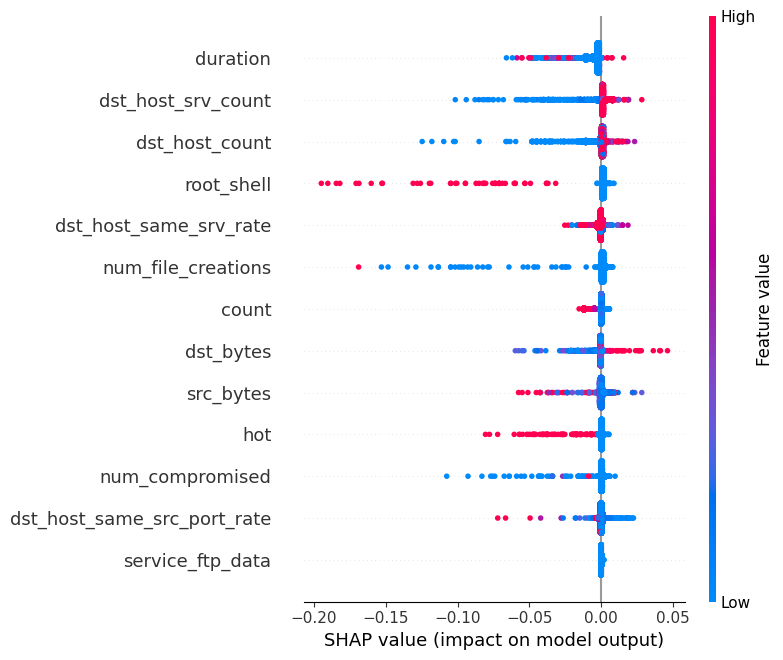 High
duration
dst_host_srv_count
dst_host_count
root_shell
dst_host_same_srv_rate
num_file_creations
count
dst_bytes
src_bytes
hot
num_compromised
dst_host_same_src_port_rate
service_ftp_data
Feature value
Low
−0.20 −0.15 −0.10 −0.05 0.00 0.05
SHAP value (impact on model output)